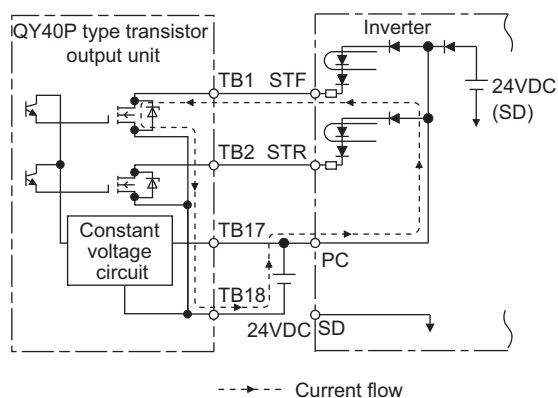 QY40P type transistor
output unit
Inverter
TB1 STF
24VDC
(SD)
TB2 STR
Constant
voltage
circuit
TB17
PC
TB18
24VDC SD
Current flow